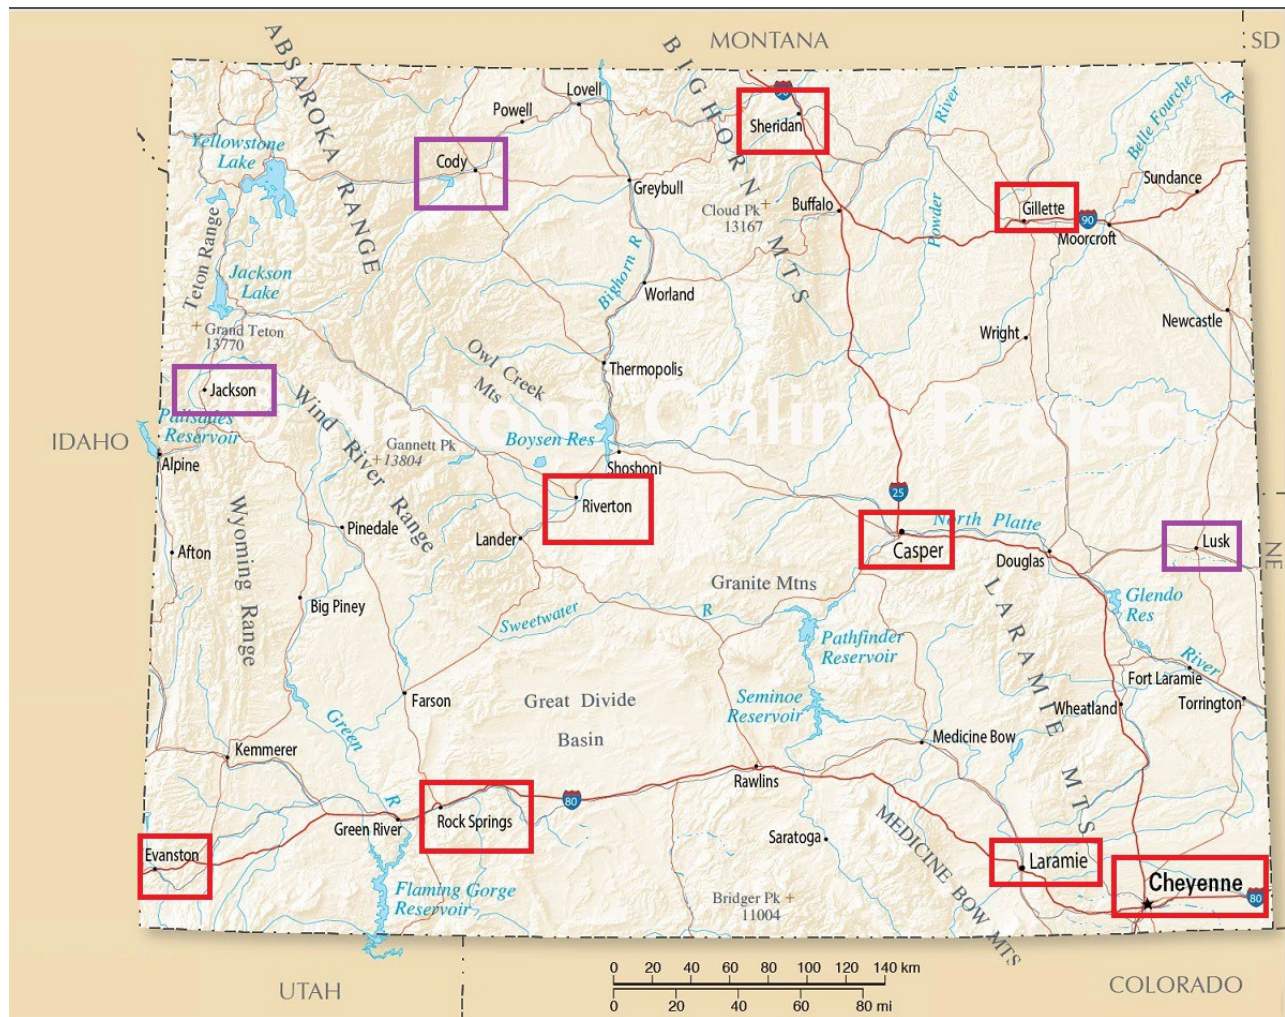 MONTANA
SD
ABSAROKA RANGE
BIGHORN MTS
Lovell
Powell
Sheridan
River
Belle Fourche
R
Yellowstone
Lake
Cody
Greybull
Sundance
Cloud Pk
13167
Buffalo
Powder
Gillette
90
Moorcroft
Teton Range
Jackson
Lake
Bighorn R
Worland
Grand Teton
13770
Newcastle
Wright
Owl Creek
Mts
Thermopolis
Jackson
© Nations Online Project
Wind River Range
Palisades
Reservoir
IDAHO
Alpine
Gannett Pk
13804
Boysen Res
Shoshoni
Riverton
25
North Platte
Casper
Lusk
NE
Pinedale
Lander
Afton
Wyoming Range
Douglas
Granite Mtns
Big Piney
LARAMIE MTS
Glendo
Res
Sweetwater
R
Pathfinder
Reservoir
River
Fort Laramie
Farson
Great Divide
Basin
Seminoe
Reservoir
Wheatland
Torrington
Green
R
Kemmerer
Medicine Bow
Rawlins
80
Rock Springs
Green River
Saratoga
MEDICINE BOW MTS
Evanston
Laramie
Cheyenne
80
Flaming Gorge
Reservoir
Bridger Pk
11004
UTAH
COLORADO
0 20 40 60 80 100 120 140 km
0 20 40 60 80 mi